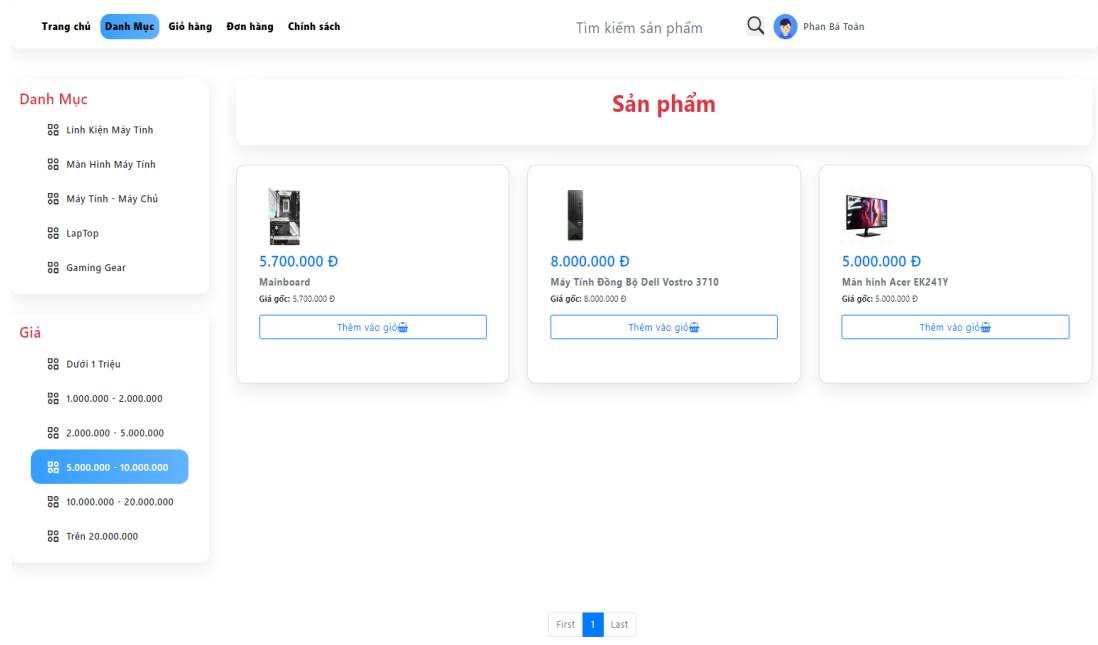 Trang chủ Danh Mục Giỏ hàng Đơn hàng Chính sách Tìm kiếm sản phẩm Phan Bá Toàn
Danh Mục
Linh Kiện Máy Tính
Màn Hình Máy Tính
Máy Tính - Máy Chủ
LapTop
Gaming Gear
Giá
Dưới 1 Triệu
1.000.000 - 2.000.000
2.000.000 - 5.000.000
5.000.000 - 10.000.000
10.000.000 - 20.000.000
Trên 20.000.000
Sản phẩm
5.700.000 Đ
Mainboard
Giá gốc: 5.700.000 Đ
Thêm vào giỏ
8.000.000 Đ
Máy Tính Đồng Bộ Dell Vostro 3710
Giá gốc: 8.000.000 Đ
Thêm vào giỏ
5.000.000 Đ
Màn hình Acer EK241Y
Giá gốc: 5.000.000 Đ
Thêm vào giỏ
First 1 Last